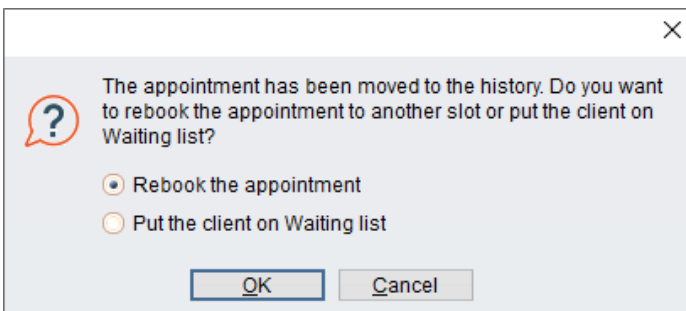 The appointment has been moved to the history. Do you want
to rebook the appointment to another slot or put the client on
Waiting list?
Rebook the appointment
Put the client on Waiting list
OK
Cancel